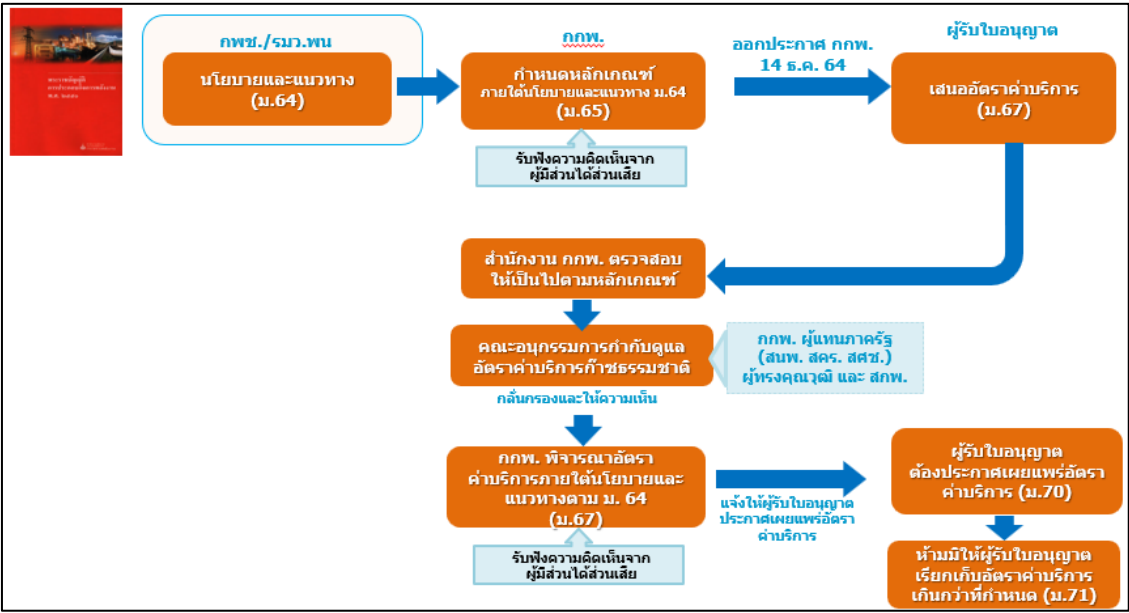 กพช./รมว.พน
นโยบายและแนวทาง
(ม.64)
กกพ.
กำหนดหลักเกณฑ์
ภายใต้นโยบายและแนวทาง ม.64
(ม.65)
รับฟังความคิดเห็นจาก
ผู้มีส่วนได้ส่วนเสีย
ออกประกาศ กกพ.
14 ธ.ค. 64
ผู้รับใบอนุญาต
เสนออัตราค่าบริการ
(ม.67)
สำนักงาน กกพ. ตรวจสอบ
ให้เป็นไปตามหลักเกณฑ์
คณะอนุกรรมการกำกับดูแล
อัตราค่าบริการก๊าซธรรมชาติ
กกพ. ผู้แทนภาครัฐ
(สนพ. สคร. สศช.)
ผู้ทรงคุณวุฒิ และ สกพ.
กลั่นกรองและให้ความเห็น
กกพ. พิจารณาอัตรา
ค่าบริการภายใต้นโยบายและ
แนวทางตาม ม. 64
(ม.67)
รับฟังความคิดเห็นจาก
ผู้มีส่วนได้ส่วนเสีย
แจ้งให้ผู้รับใบอนุญาต
ประกาศเผยแพร่อัตรา
ค่าบริการ
ผู้รับใบอนุญาต
ต้องประกาศเผยแพร่อัตรา
ค่าบริการ (ม.70)
ห้ามมิให้ผู้รับใบอนุญาต
เรียกเก็บอัตราค่าบริการ
เกินกว่าที่กำหนด (ม.71)